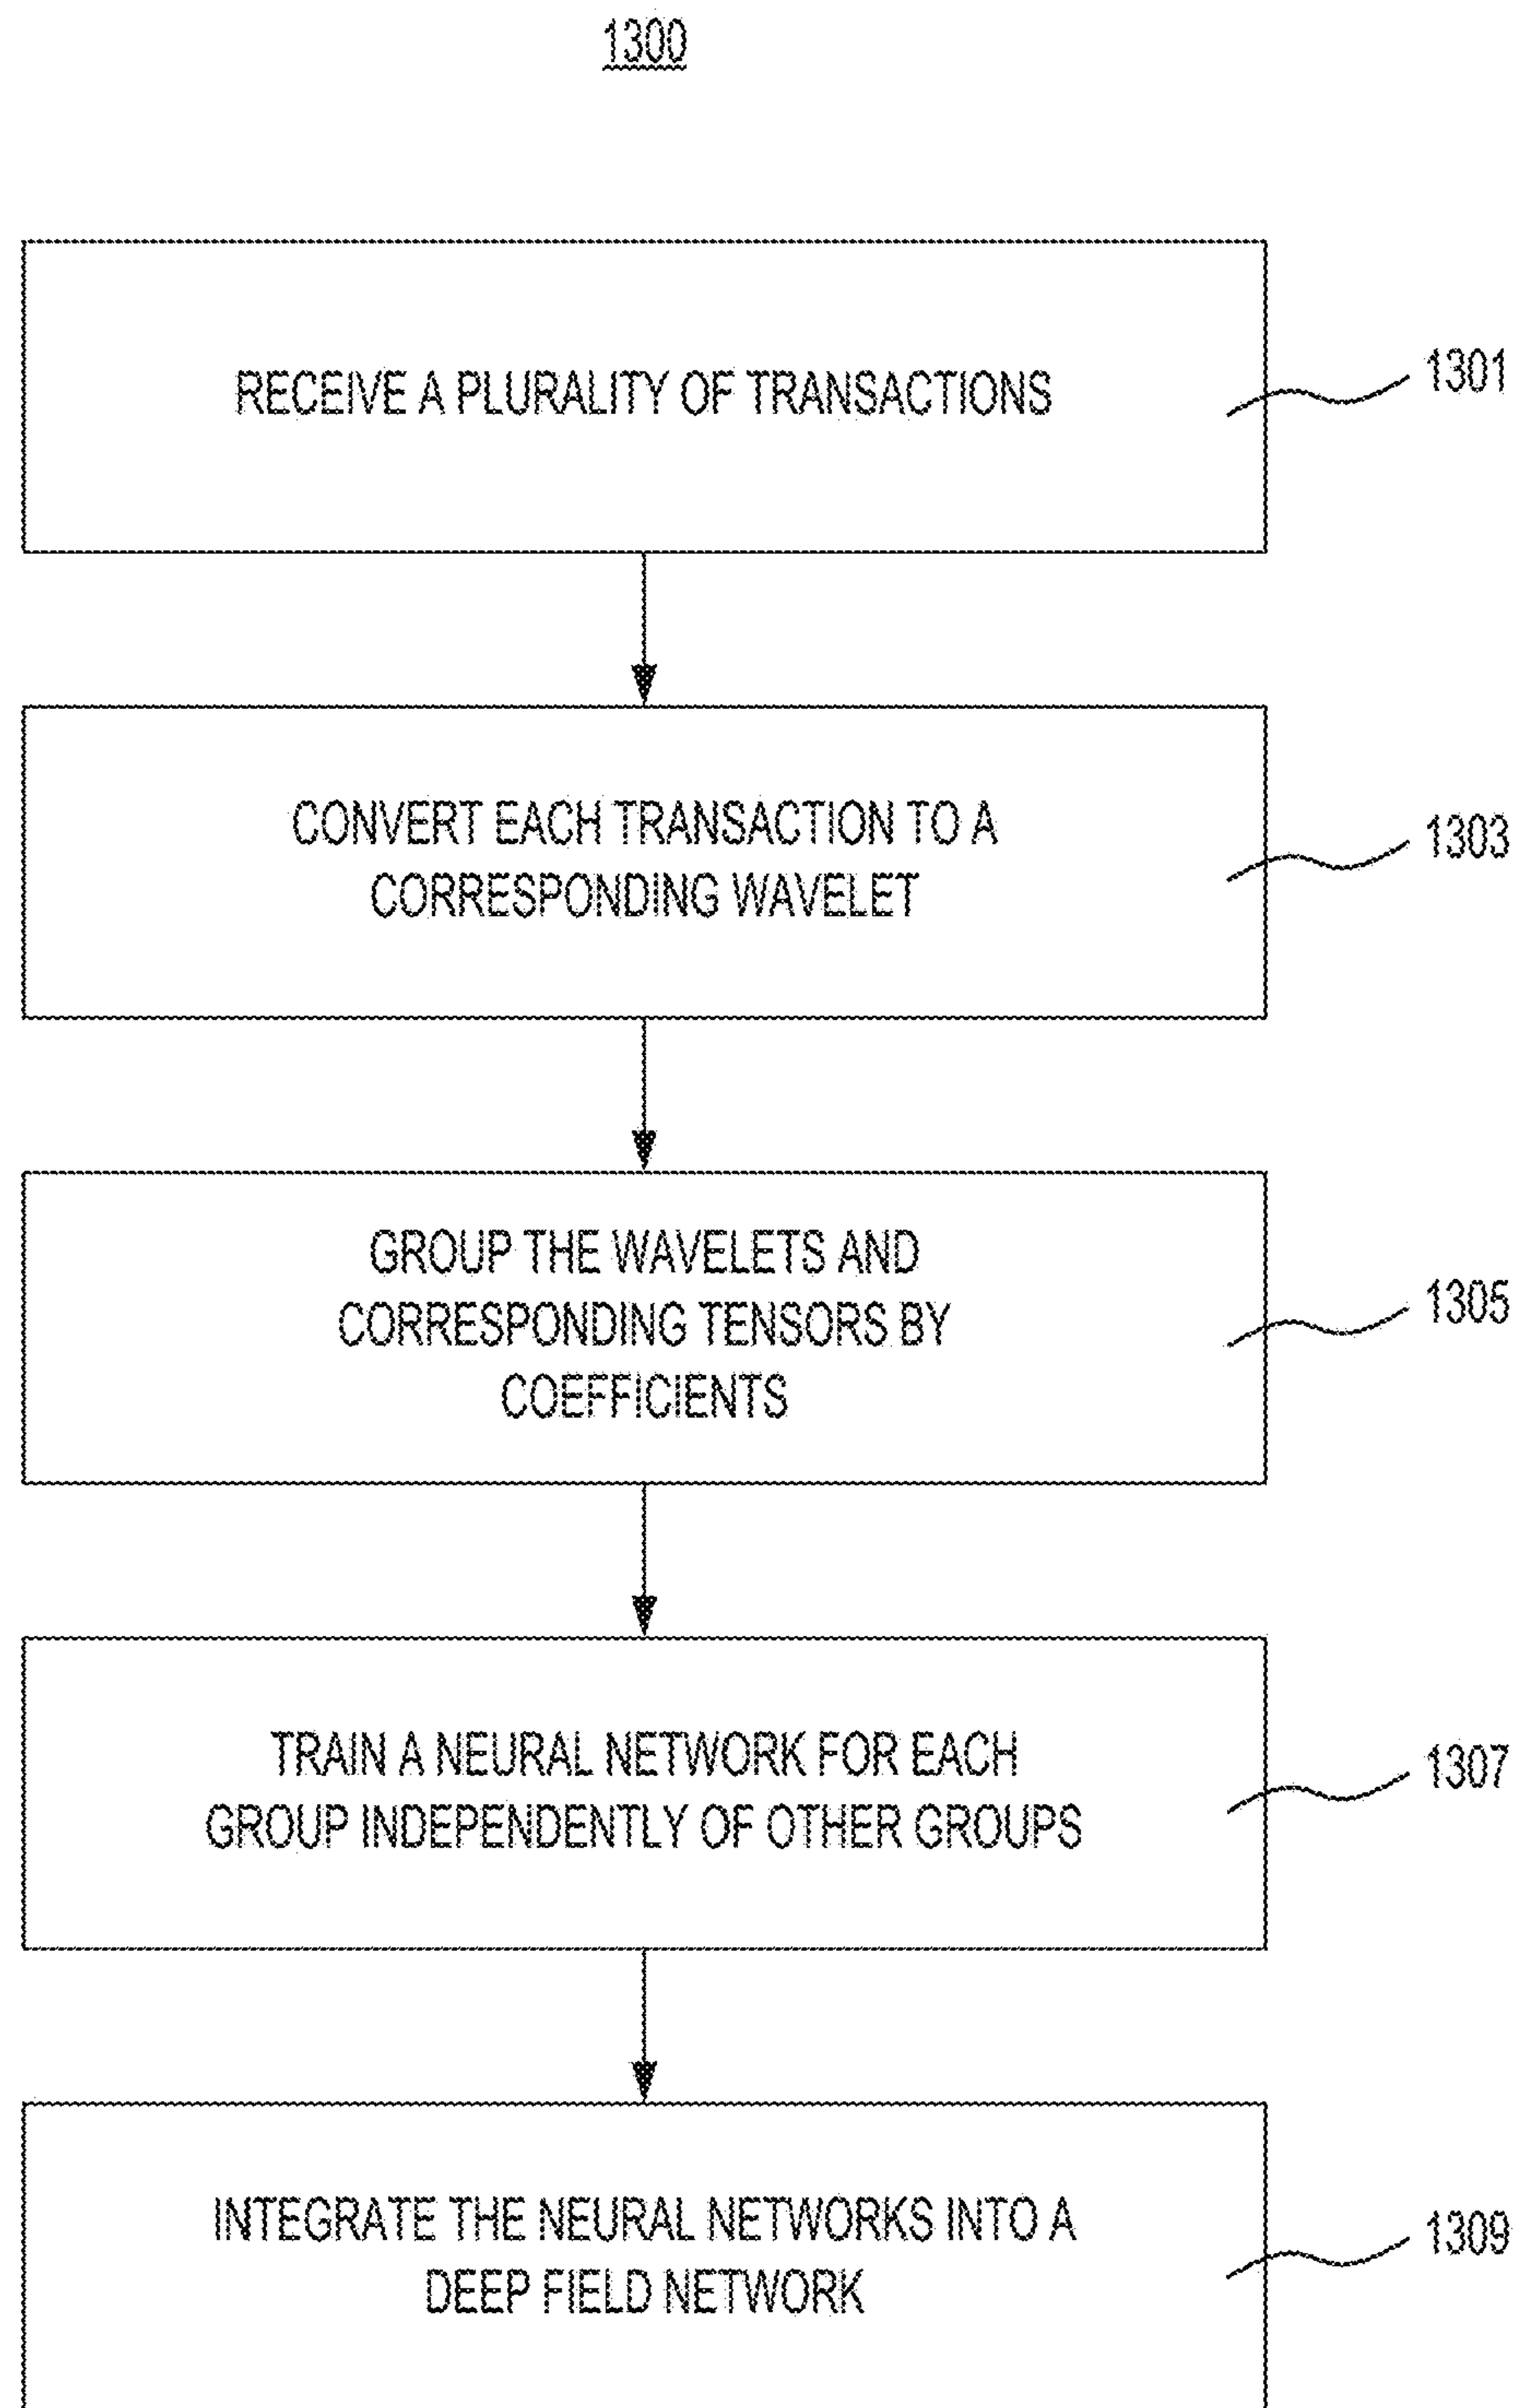 1300
RECEIVE A PLURALITY OF TRANSACTIONS
1301
CONVERT EACH TRANSACTION TO A
CORRESPONDING WAVELET
1303
GROUP THE WAVELETS AND
CORRESPONDING TENSORS BY
COEFFICIENTS
1305
TRAIN A NEURAL NETWORK FOR EACH
GROUP INDEPENDENTLY OF OTHER GROUPS
1307
INTEGRATE THE NEURAL NETWORKS INTO A
DEEP FIELD NETWORK
1309